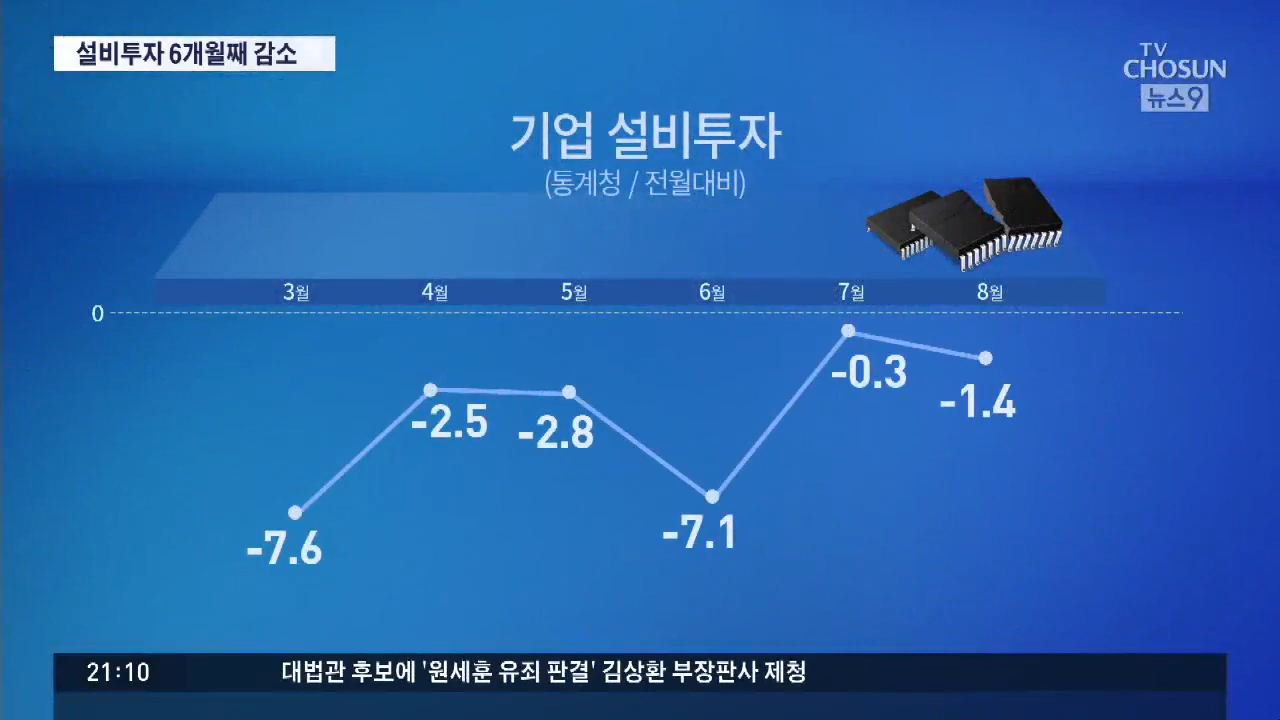 설비투자 6개월째 감소
TV
CHOSUN
뉴스9
기업 설비투자
(통계청 / 전월대비)
3월 4월 5월 6월 7월 8월
0
-0.3
-1.4
-2.5
-2.8
-7.1
-7.6
21:10 대법관 후보에 '원세훈 유죄 판결' 김상환 부장판사 제청